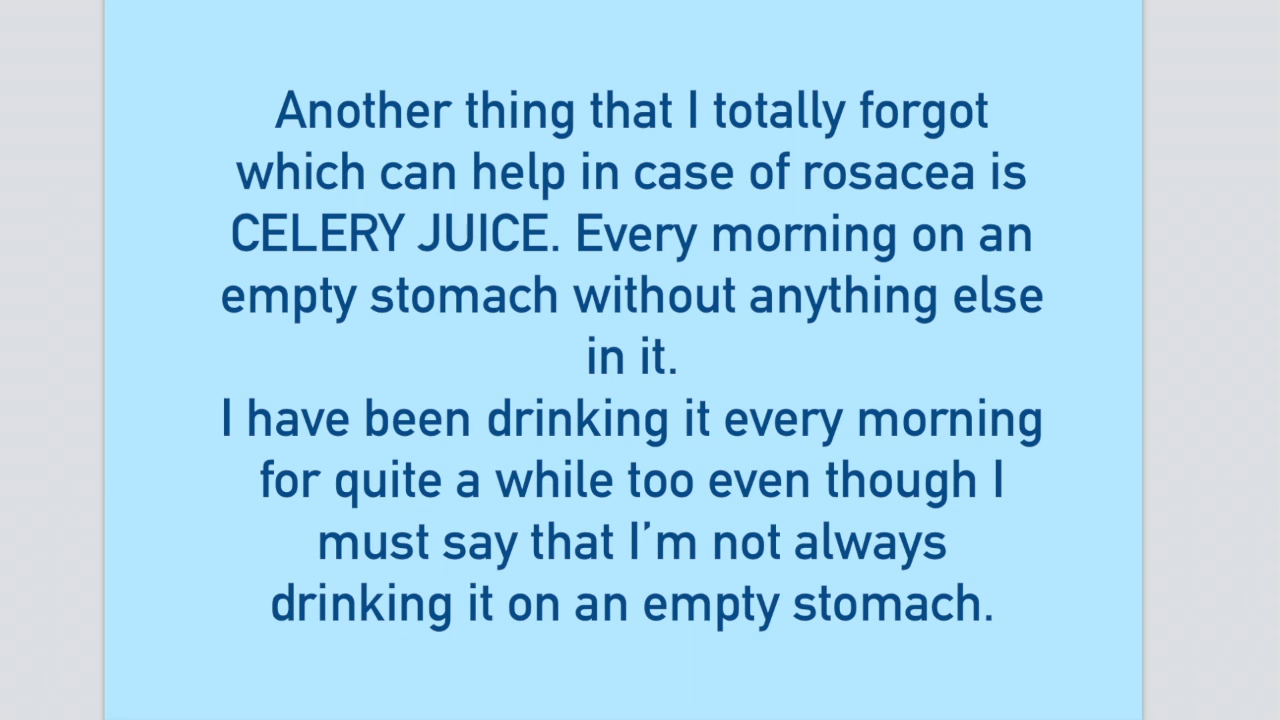 Another thing that I totally forgot
which can help in case of rosacea is
CELERY JUICE. Every morning on an
empty stomach without anything else
in it.
I have been drinking it every morning
for quite a while too even though I
must say that I’m not always
drinking it on an empty stomach.